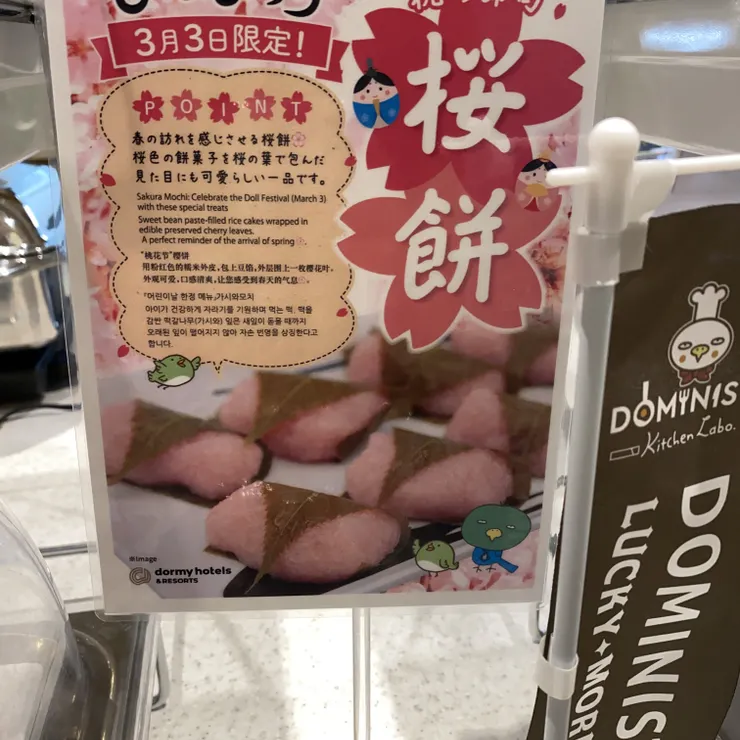 3月3日限定!
桜餅
POINT
春の訪れを感じさせる桜餅🌸
桜色の餅菓子を桜の葉で包んだ
見た目にも可愛らしい一品です。
Sakura Mochi: Celebrate the Doll Festival (March 3)
with these special treats
Sweet bean paste-filled rice cakes wrapped in
edible preserved cherry leaves.
A perfect reminder of the arrival of spring🌸.
"桃花节"樱饼
用粉红色的糯米外皮,包上豆馅,外层围上一枚樱花叶。
外观可爱,口感清爽,让您感受到春天的气息🌸。
「어린이날 한정 메뉴」가시와모치
아이가 건강하게 자라기를 기원하며 먹는 떡. 떡을
감싼 떡갈나무(가시와) 잎은 새잎이 돋을 때까지
오래된 잎이 떨어지지 않아 자손 번영을 상징한다고
합니다.
※image
dormy hotels
& RESORTS
DOMINIS
Kitchen Labo.
DOMINIS
LUCKY✦MOR